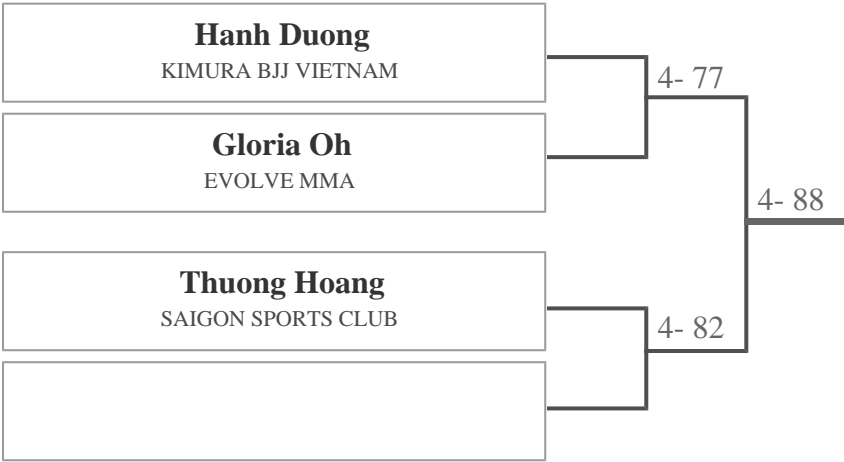 Hanh Duong
KIMURA BJJ VIETNAM
4- 77
Gloria Oh
EVOLVE MMA
4- 88
Thuong Hoang
SAIGON SPORTS CLUB
4- 82